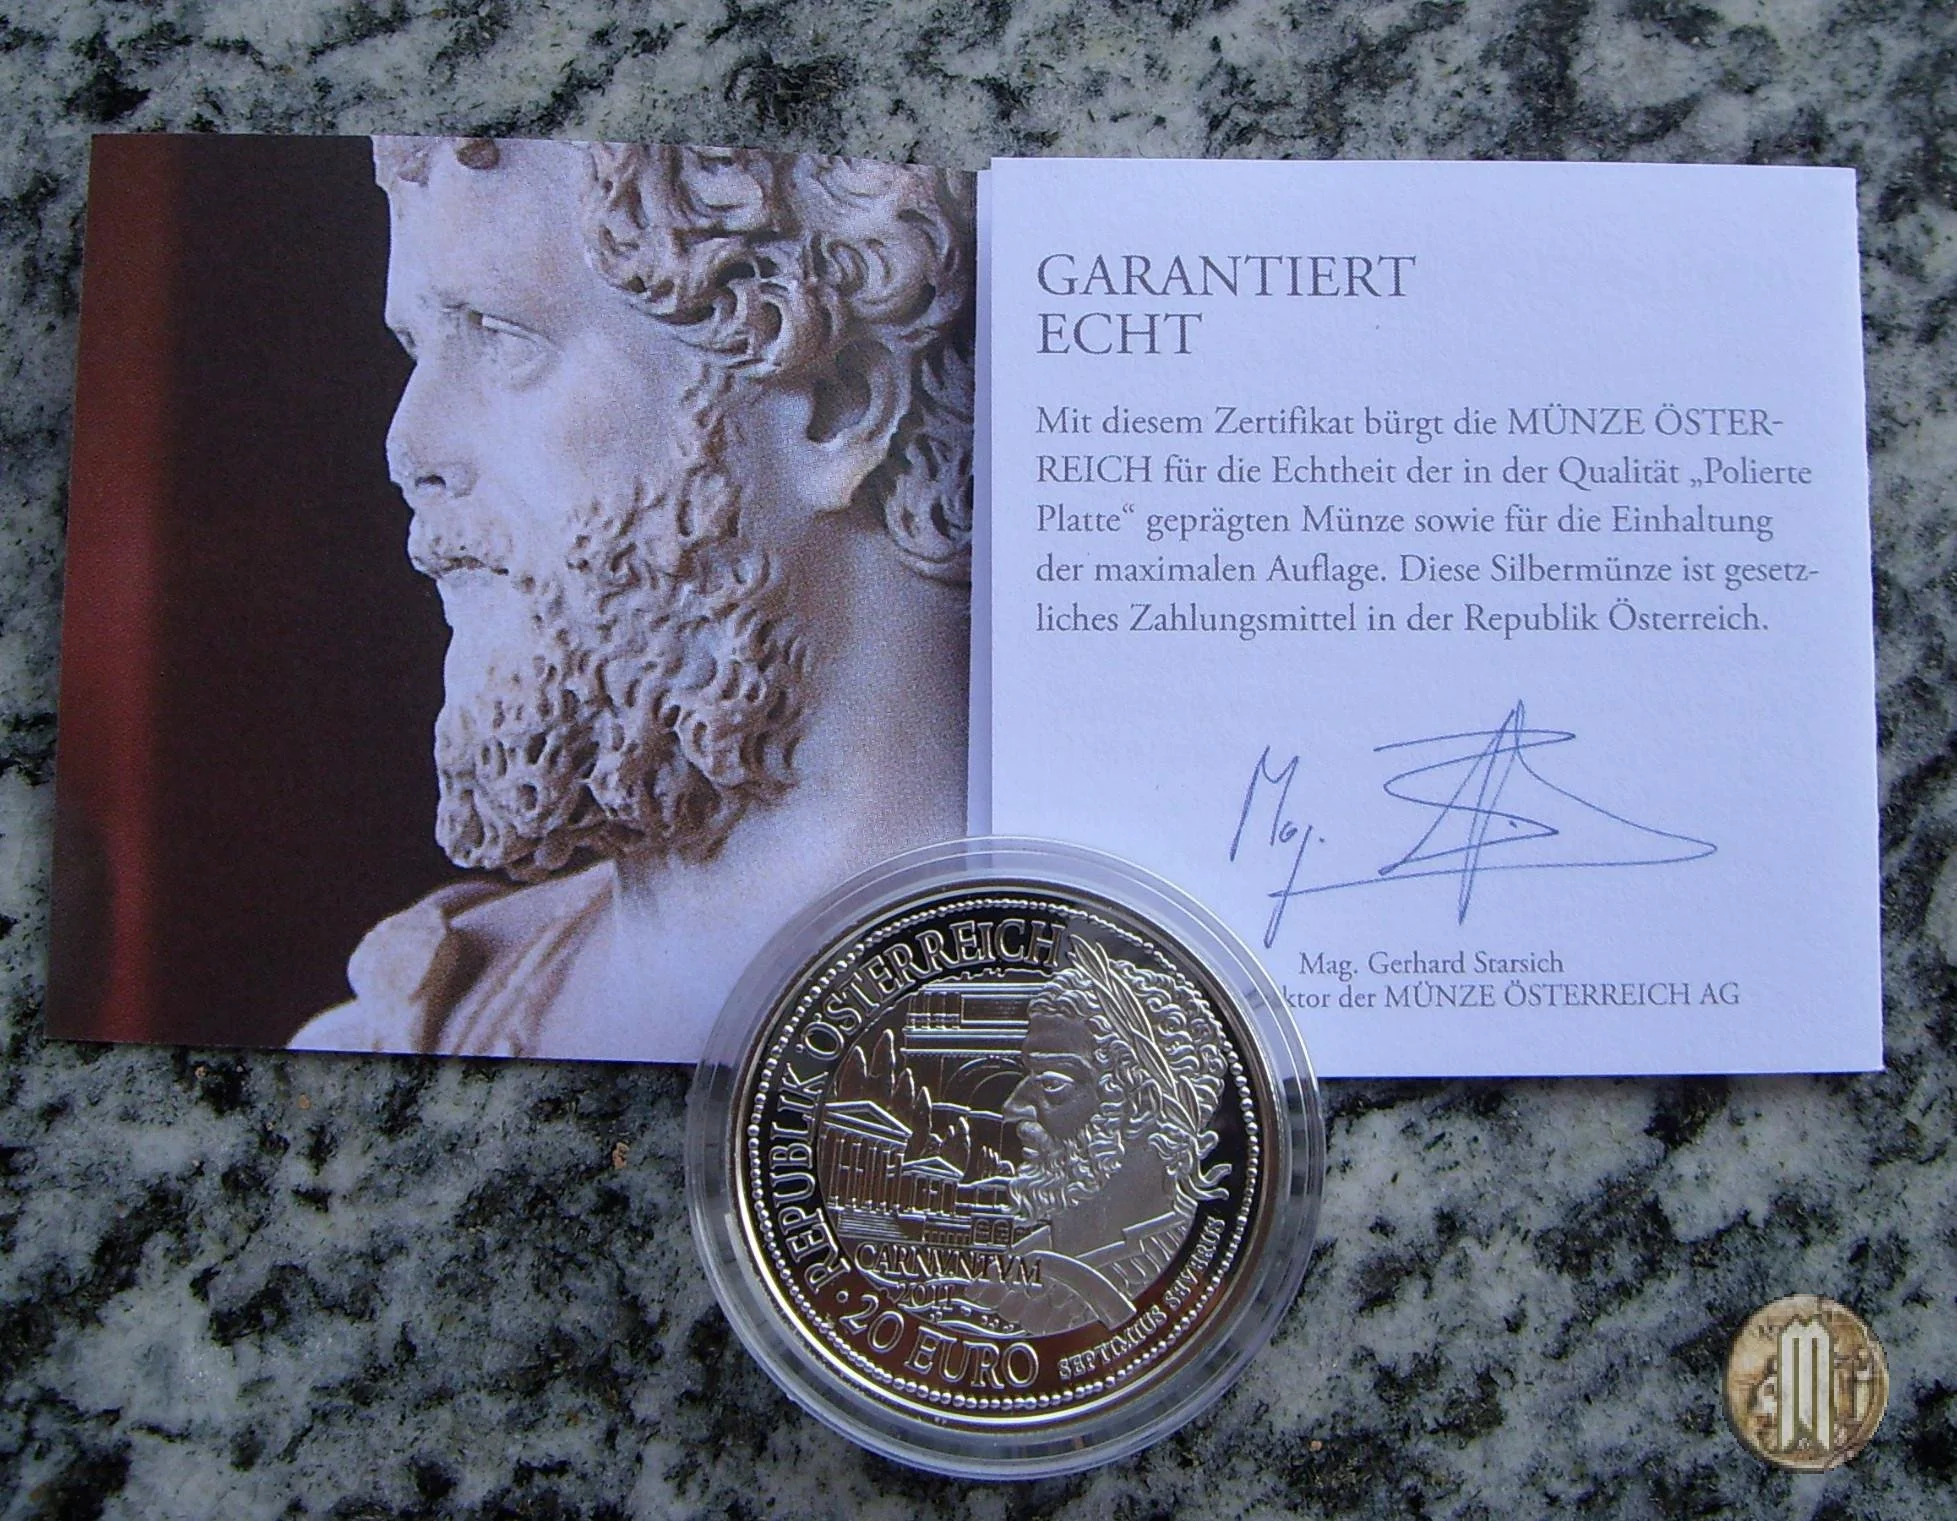 GARANTIERT
ECHT
Mit diesem Zertifikat bürgt die MÜNZE ÖSTER-
REICH für die Echtheit der in der Qualität „Polierte
Platte“ geprägten Münze sowie für die Einhaltung
der maximalen Auflage. Diese Silbermünze ist gesetz-
liches Zahlungsmittel in der Republik Österreich.
Mag.
Mag. Gerhard Starsich
ktor der MÜNZE ÖSTERREICH AG
REPUBLIK ÖSTERREICH
CARNVNTVM
2011
· 20 EURO
SEPTIMIUS SEVERUS
M